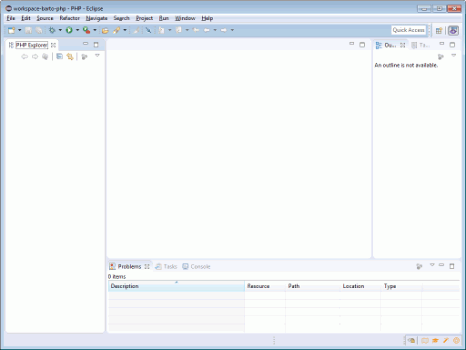 workspace-barto-php - PHP - Eclipse
File Edit Source Refactor Navigate Search Project Run Window Help
Quick Access
PHP Explorer
Ou...
Ta...
An outline is not available.
Problems Tasks Console
0 items
Description Resource Path Location Type